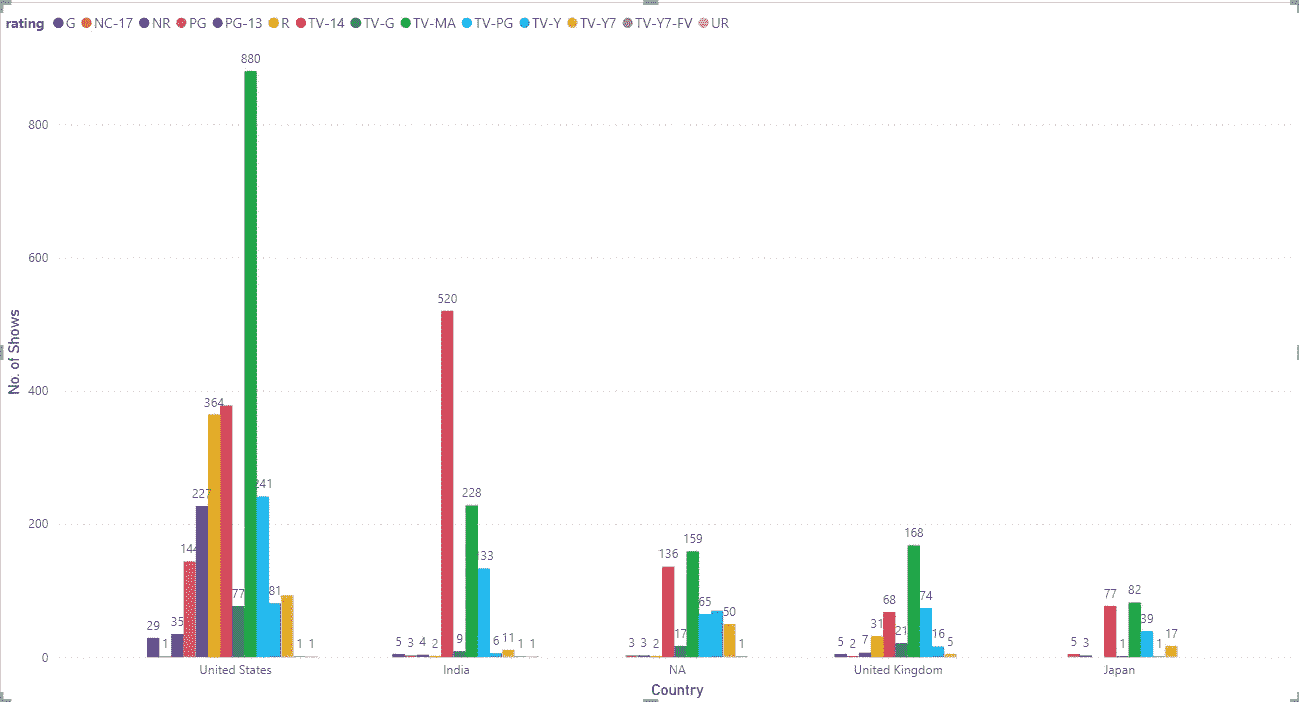 rating G NC-17 NR PG PG-13 R TV-14 TV-G TV-MA TV-PG TV-Y TV-Y7 TV-Y7-FV UR
880
800
600
No. of Shows
520
400
364
227 241 228
200
144 133 136 159 168
77 81 65 50 68 74 77 82
29 1 35 1 1
5 3 4 2 9 6 11 1 1
3 3 2 17 1
5 2 7 31 21 16 5
5 3 1 39 1 17
0
United States India NA United Kingdom Japan
Country